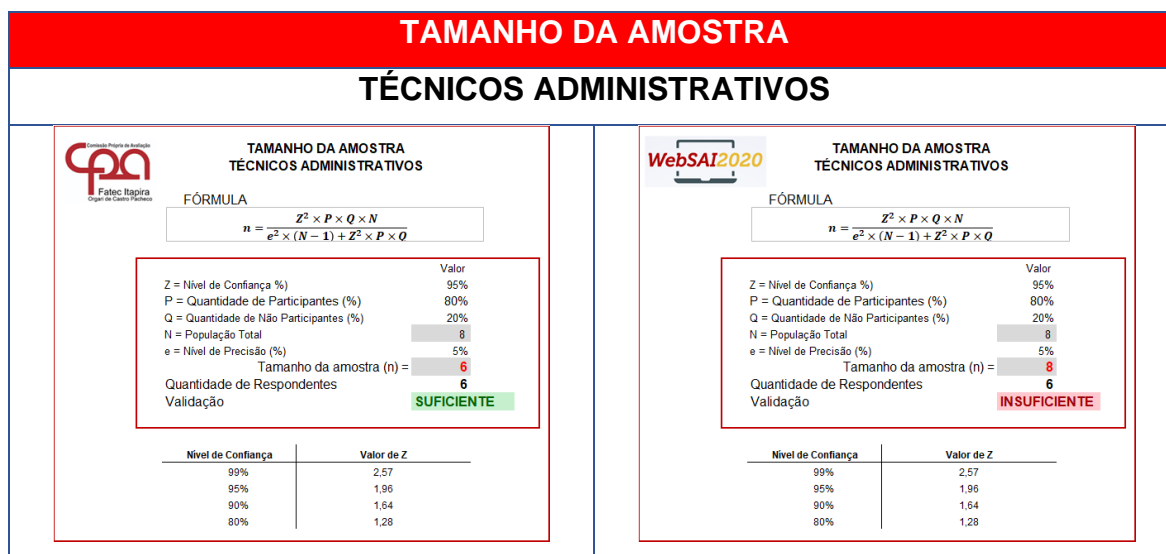 TAMANHO DA AMOSTRA
TÉCNICOS ADMINISTRATIVOS
Comissão Própria de Avaliação
cpa
Fatec Itapira
Ogari de Castro Pacheco
TAMANHO DA AMOSTRA
TÉCNICOS ADMINISTRATIVOS
FÓRMULA
n = Z² × P × Q × N / e² × (N − 1) + Z² × P × Q
Valor
Z = Nível de Confiança %) 95%
P = Quantidade de Participantes (%) 80%
Q = Quantidade de Não Participantes (%) 20%
N = População Total 8
e = Nível de Precisão (%) 5%
Tamanho da amostra (n) = 6
Quantidade de Respondentes 6
Validação SUFICIENTE
Nível de Confiança Valor de Z
99% 2,57
95% 1,96
90% 1,64
80% 1,28
WebSAI2020
TAMANHO DA AMOSTRA
TÉCNICOS ADMINISTRATIVOS
FÓRMULA
n = Z² × P × Q × N / e² × (N − 1) + Z² × P × Q
Valor
Z = Nível de Confiança %) 95%
P = Quantidade de Participantes (%) 80%
Q = Quantidade de Não Participantes (%) 20%
N = População Total 8
e = Nível de Precisão (%) 5%
Tamanho da amostra (n) = 8
Quantidade de Respondentes 6
Validação INSUFICIENTE
Nível de Confiança Valor de Z
99% 2,57
95% 1,96
90% 1,64
80% 1,28